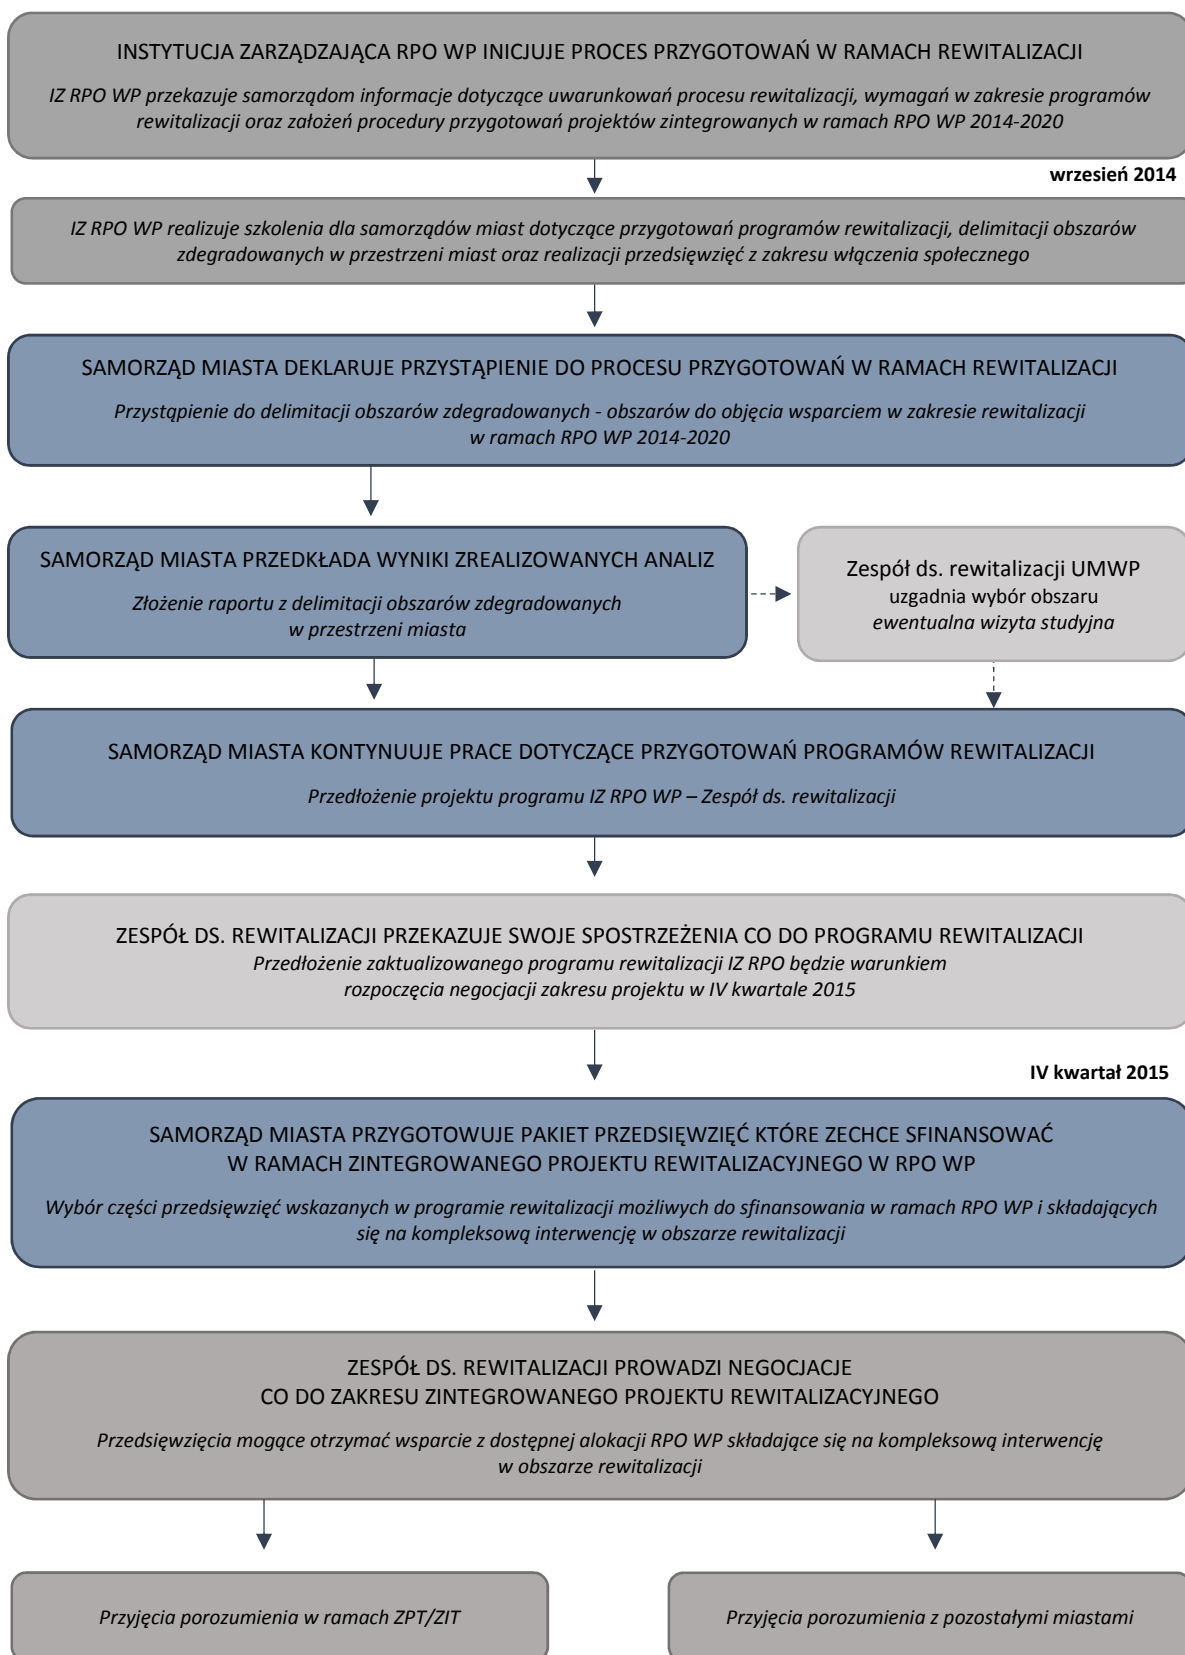 INSTYTUCJA ZARZĄDZAJĄCA RPO WP INICJUJE PROCES PRZYGOTOWAŃ W RAMACH REWITALIZACJI
IZ RPO WP przekazuje samorządom informacje dotyczące uwarunkowań procesu rewitalizacji, wymagań w zakresie programów
rewitalizacji oraz założeń procedury przygotowań projektów zintegrowanych w ramach RPO WP 2014-2020
wrzesień 2014
IZ RPO WP realizuje szkolenia dla samorządów miast dotyczące przygotowań programów rewitalizacji, delimitacji obszarów
zdegradowanych w przestrzeni miast oraz realizacji przedsięwzięć z zakresu włączenia społecznego
SAMORZĄD MIASTA DEKLARUJE PRZYSTĄPIENIE DO PROCESU PRZYGOTOWAŃ W RAMACH REWITALIZACJI
Przystąpienie do delimitacji obszarów zdegradowanych - obszarów do objęcia wsparciem w zakresie rewitalizacji
w ramach RPO WP 2014-2020
SAMORZĄD MIASTA PRZEDKŁADA WYNIKI ZREALIZOWANYCH ANALIZ
Złożenie raportu z delimitacji obszarów zdegradowanych
w przestrzeni miasta
Zespół ds. rewitalizacji UMWP
uzgadnia wybór obszaru
ewentualna wizyta studyjna
SAMORZĄD MIASTA KONTYNUUJE PRACE DOTYCZĄCE PRZYGOTOWAŃ PROGRAMÓW REWITALIZACJI
Przedłożenie projektu programu IZ RPO WP – Zespół ds. rewitalizacji
ZESPÓŁ DS. REWITALIZACJI PRZEKAZUJE SWOJE SPOSTRZEŻENIA CO DO PROGRAMU REWITALIZACJI
Przedłożenie zaktualizowanego programu rewitalizacji IZ RPO będzie warunkiem
rozpoczęcia negocjacji zakresu projektu w IV kwartale 2015
IV kwartał 2015
SAMORZĄD MIASTA PRZYGOTOWUJE PAKIET PRZEDSIĘWZIĘĆ KTÓRE ZECHCE SFINANSOWAĆ
W RAMACH ZINTEGROWANEGO PROJEKTU REWITALIZACYJNEGO W RPO WP
Wybór części przedsięwzięć wskazanych w programie rewitalizacji możliwych do sfinansowania w ramach RPO WP i składających
się na kompleksową interwencję w obszarze rewitalizacji
ZESPÓŁ DS. REWITALIZACJI PROWADZI NEGOCJACJE
CO DO ZAKRESU ZINTEGROWANEGO PROJEKTU REWITALIZACYJNEGO
Przedsięwzięcia mogące otrzymać wsparcie z dostępnej alokacji RPO WP składające się na kompleksową interwencję
w obszarze rewitalizacji
Przyjęcia porozumienia w ramach ZPT/ZIT
Przyjęcia porozumienia z pozostałymi miastami